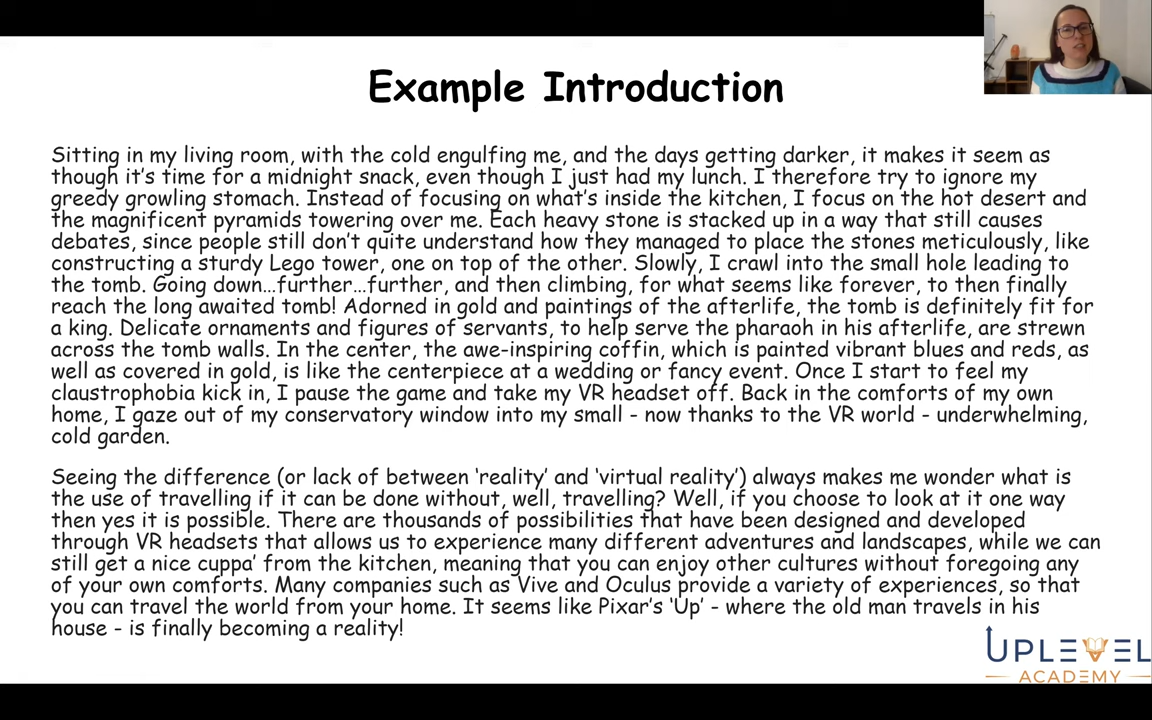 Example Introduction
Sitting in my living room, with the cold engulfing me, and the days getting darker, it makes it seem as
though it's time for a midnight snack, even though I just had my lunch. I therefore try to ignore my
greedy growling stomach. Instead of focusing on what's inside the kitchen, I focus on the hot desert and
the magnificent pyramids towering over me. Each heavy stone is stacked up in a way that still causes
debates, since people still don't quite understand how they managed to place the stones meticulously, like
constructing a sturdy Lego tower, one on top of the other. Slowly, I crawl into the small hole leading to
the tomb. Going down...further...further, and then climbing, for what seems like forever, to then finally
reach the long awaited tomb! Adorned in gold and paintings of the afterlife, the tomb is definitely fit for
a king. Delicate ornaments and figures of servants, to help serve the pharaoh in his afterlife, are strewn
across the tomb walls. In the center, the awe-inspiring coffin, which is painted vibrant blues and reds, as
well as covered in gold, is like the centerpiece at a wedding or fancy event. Once I start to feel my
claustrophobia kick in, I pause the game and take my VR headset off. Back in the comforts of my own
home, I gaze out of my conservatory window into my small - now thanks to the VR world - underwhelming,
cold garden.
Seeing the difference (or lack of between 'reality' and 'virtual reality') always makes me wonder what is
the use of travelling if it can be done without, well, travelling? Well, if you choose to look at it one way
then yes it is possible. There are thousands of possibilities that have been designed and developed
through VR headsets that allows us to experience many different adventures and landscapes, while we can
still get a nice cuppa' from the kitchen, meaning that you can enjoy other cultures without foregoing any
of your own comforts. Many companies such as Vive and Oculus provide a variety of experiences, so that
you can travel the world from your home. It seems like Pixar's 'Up' - where the old man travels in his
house - is finally becoming a reality!
UPLEVEL
ACADEMY